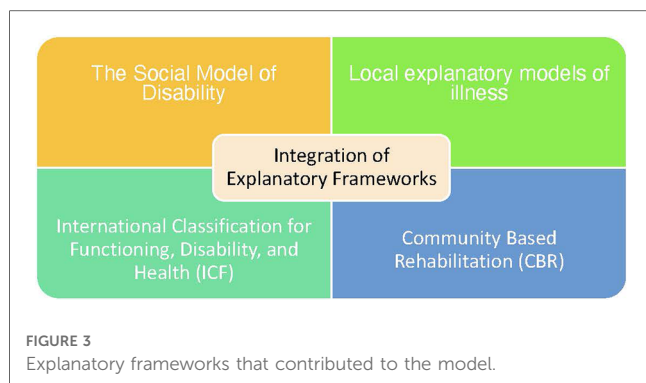 The Social Model of
Disability
Local explanatory models of
illness
Integration of
Explanatory Frameworks
International Classification for
Functioning, Disability, and
Health (ICF)
Community Based
Rehabilitation (CBR)
FIGURE 3
Explanatory frameworks that contributed to the model.